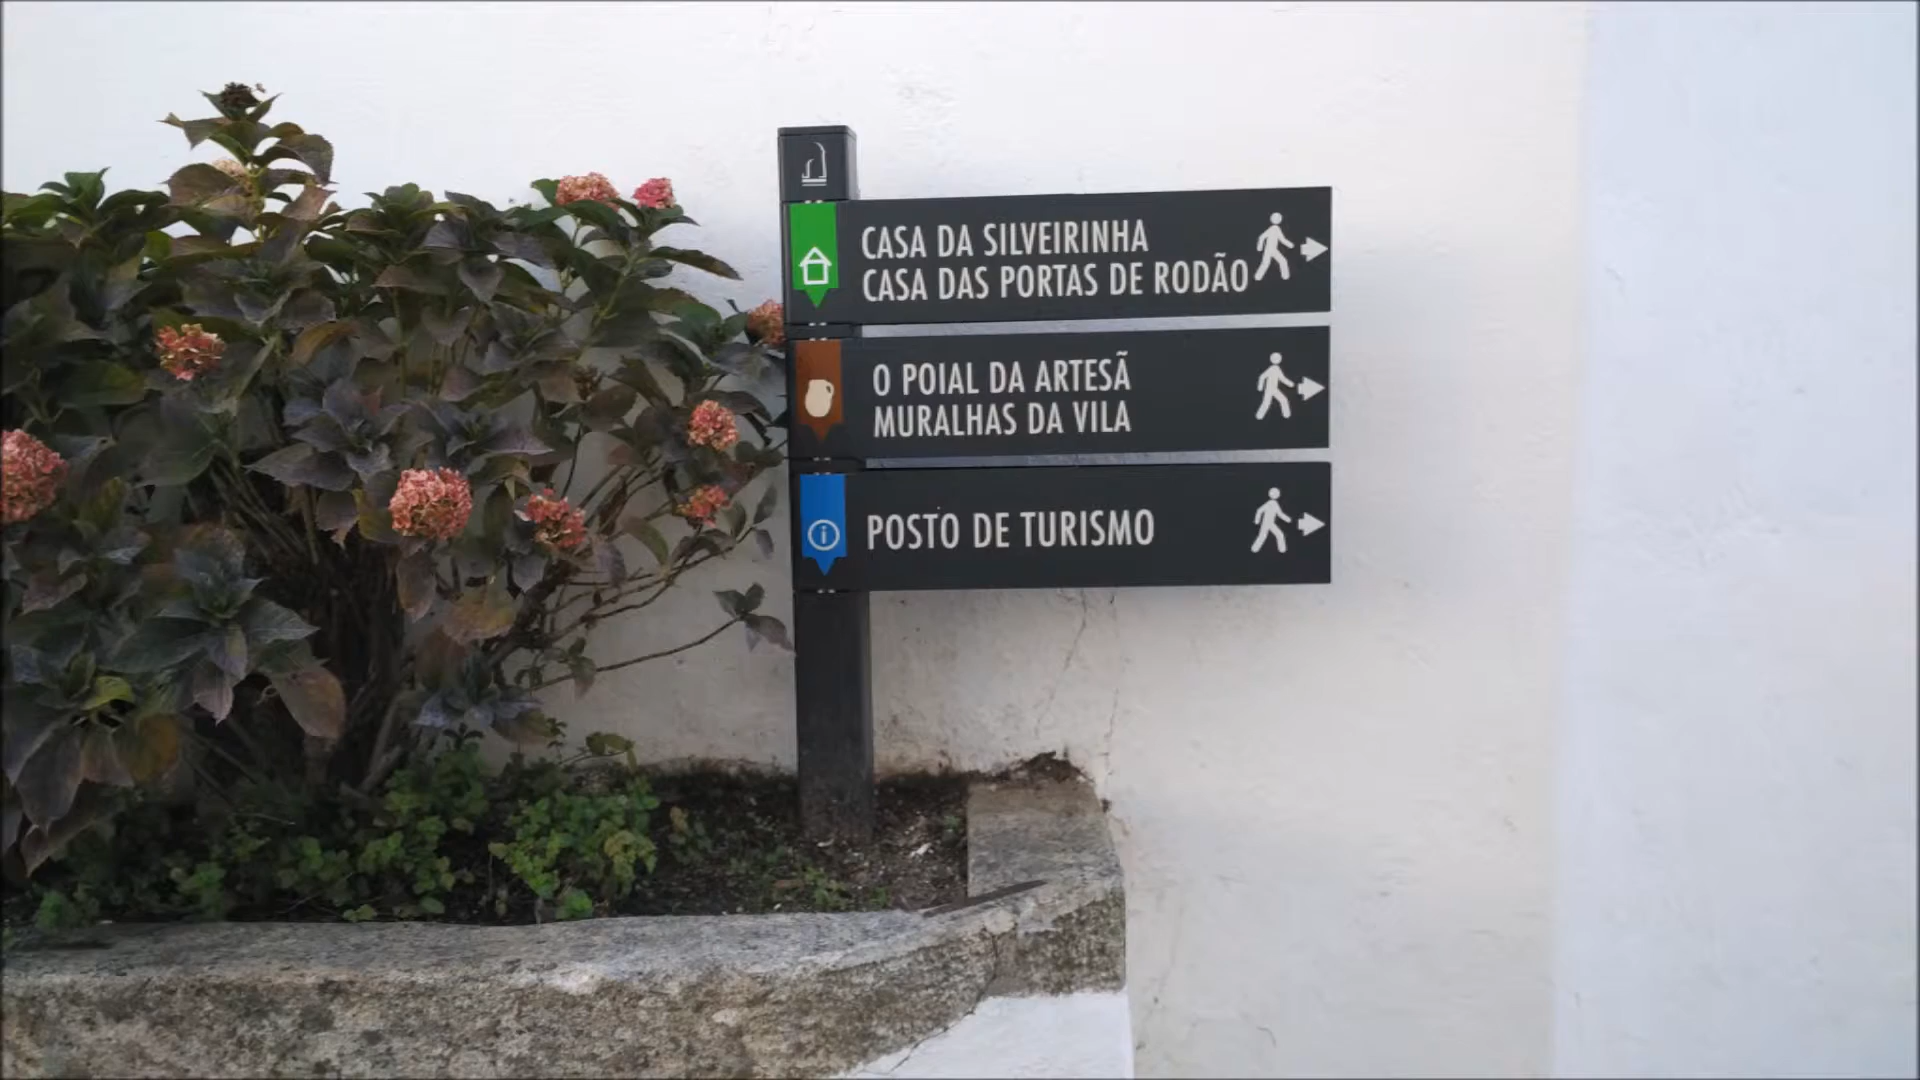 CASA DA SILVEIRINHA
CASA DAS PORTAS DE RODÃO
O POIAL DA ARTESÃ
MURALHAS DA VILA
POSTO DE TURISMO